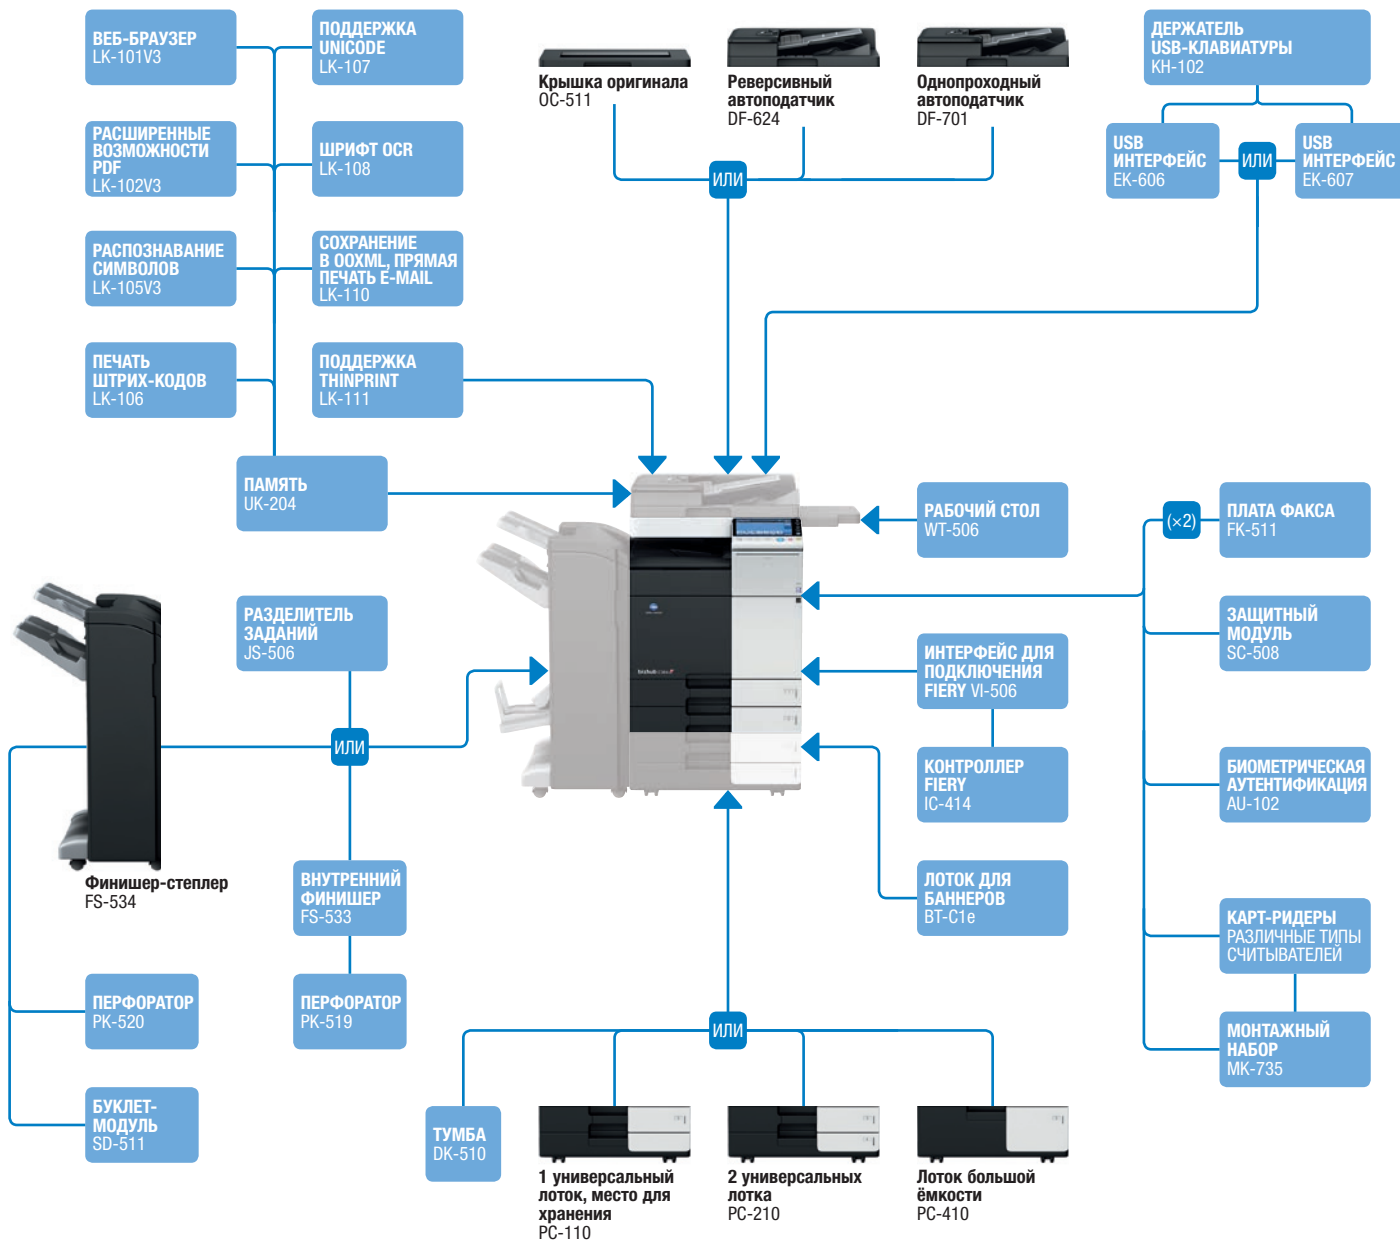 ВЕБ-БРАУЗЕР
LK-101V3
ПОДДЕРЖКА
UNICODE
LK-107
РАСШИРЕННЫЕ
ВОЗМОЖНОСТИ
PDF
LK-102V3
ШРИФТ OCR
LK-108
РАСПОЗНАВАНИЕ
СИМВОЛОВ
LK-105V3
СОХРАНЕНИЕ
В OOXML, ПРЯМАЯ
ПЕЧАТЬ E-MAIL
LK-110
ПЕЧАТЬ
ШТРИХ-КОДОВ
LK-106
ПОДДЕРЖКА
THINPRINT
LK-111
ПАМЯТЬ
UK-204
Крышка оригинала
OC-511
Реверсивный
автоподатчик
DF-624
Однопроходный
автоподатчик
DF-701
ИЛИ
ДЕРЖАТЕЛЬ
USB-КЛАВИАТУРЫ
KH-102
USB
ИНТЕРФЕЙС
EK-606
ИЛИ
USB
ИНТЕРФЕЙС
EK-607
РАБОЧИЙ СТОЛ
WT-506
(×2)
ПЛАТА ФАКСА
FK-511
ЗАЩИТНЫЙ
МОДУЛЬ
SC-508
ИНТЕРФЕЙС ДЛЯ
ПОДКЛЮЧЕНИЯ
FIERY VI-506
КОНТРОЛЛЕР
FIERY
IC-414
БИОМЕТРИЧЕСКАЯ
АУТЕНТИФИКАЦИЯ
AU-102
ЛОТОК ДЛЯ
БАННЕРОВ
BT-C1e
КАРТ-РИДЕРЫ
РАЗЛИЧНЫЕ ТИПЫ
СЧИТЫВАТЕЛЕЙ
МОНТАЖНЫЙ
НАБОР
MK-735
РАЗДЕЛИТЕЛЬ
ЗАДАНИЙ
JS-506
ИЛИ
Финишер-степлер
FS-534
ВНУТРЕННИЙ
ФИНИШЕР
FS-533
ПЕРФОРАТОР
PK-520
ПЕРФОРАТОР
PK-519
БУКЛЕТ-
МОДУЛЬ
SD-511
ИЛИ
ТУМБА
DK-510
1 универсальный
лоток, место для
хранения
PC-110
2 универсальных
лотка
PC-210
Лоток большой
ёмкости
PC-410